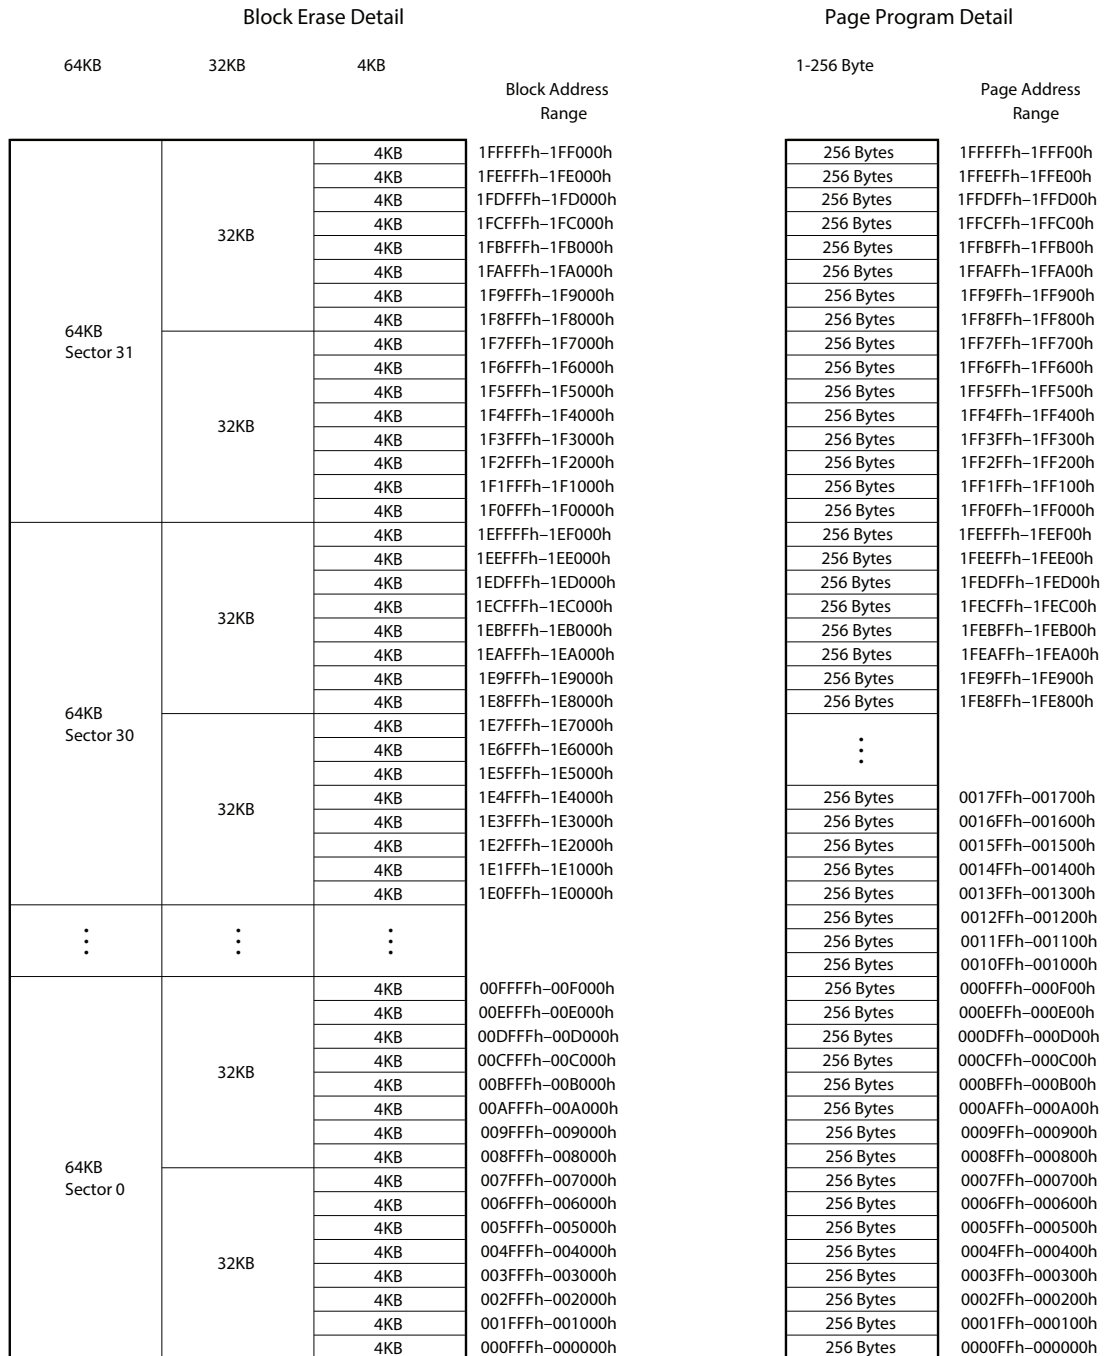 Block Erase Detail Page Program Detail
64KB 32KB 4KB 1-256 Byte
Block Address Page Address
Range Range
4KB 1FFFFFh–1FF000h 256 Bytes 1FFFFFh–1FFF00h
4KB 1FEFFFh–1FE000h 256 Bytes 1FFEFFh–1FFE00h
4KB 1FDFFFh–1FD000h 256 Bytes 1FFDFFh–1FFD00h
4KB 1FCFFFh–1FC000h 256 Bytes 1FFCFFh–1FFC00h
32KB
4KB 1FBFFFh–1FB000h 256 Bytes 1FFBFFh–1FFB00h
4KB 1FAFFFh–1FA000h 256 Bytes 1FFAFFh–1FFA00h
4KB 1F9FFFh–1F9000h 256 Bytes 1FF9FFh–1FF900h
4KB 1F8FFFh–1F8000h 256 Bytes 1FF8FFh–1FF800h
64KB
4KB 1F7FFFh–1F7000h 256 Bytes 1FF7FFh–1FF700h
Sector 31
4KB 1F6FFFh–1F6000h 256 Bytes 1FF6FFh–1FF600h
4KB 1F5FFFh–1F5000h 256 Bytes 1FF5FFh–1FF500h
4KB 1F4FFFh–1F4000h 256 Bytes 1FF4FFh–1FF400h
32KB
4KB 1F3FFFh–1F3000h 256 Bytes 1FF3FFh–1FF300h
4KB 1F2FFFh–1F2000h 256 Bytes 1FF2FFh–1FF200h
4KB 1F1FFFh–1F1000h 256 Bytes 1FF1FFh–1FF100h
4KB 1F0FFFh–1F0000h 256 Bytes 1FF0FFh–1FF000h
4KB 1EFFFFh–1EF000h 256 Bytes 1FEFFFh–1FEF00h
4KB 1EEFFFh–1EE000h 256 Bytes 1FEEFFh–1FEE00h
4KB 1EDFFFh–1ED000h 256 Bytes 1FEDFFh–1FED00h
4KB 1ECFFFh–1EC000h 256 Bytes 1FECFFh–1FEC00h
32KB
4KB 1EBFFFh–1EB000h 256 Bytes 1FEBFFh–1FEB00h
4KB 1EAFFFh–1EA000h 256 Bytes 1FEAFFh–1FEA00h
4KB 1E9FFFh–1E9000h 256 Bytes 1FE9FFh–1FE900h
4KB 1E8FFFh–1E8000h 256 Bytes 1FE8FFh–1FE800h
64KB
4KB 1E7FFFh–1E7000h
Sector 30
4KB 1E6FFFh–1E6000h
4KB 1E5FFFh–1E5000h
4KB 1E4FFFh–1E4000h 256 Bytes 0017FFh–001700h
32KB
4KB 1E3FFFh–1E3000h 256 Bytes 0016FFh–001600h
4KB 1E2FFFh–1E2000h 256 Bytes 0015FFh–001500h
4KB 1E1FFFh–1E1000h 256 Bytes 0014FFh–001400h
4KB 1E0FFFh–1E0000h 256 Bytes 0013FFh–001300h
256 Bytes 0012FFh–001200h
256 Bytes 0011FFh–001100h
256 Bytes 0010FFh–001000h
4KB 00FFFFh–00F000h 256 Bytes 000FFFh–000F00h
4KB 00EFFFh–00E000h 256 Bytes 000EFFh–000E00h
4KB 00DFFFh–00D000h 256 Bytes 000DFFh–000D00h
4KB 00CFFFh–00C000h 256 Bytes 000CFFh–000C00h
32KB
4KB 00BFFFh–00B000h 256 Bytes 000BFFh–000B00h
4KB 00AFFFh–00A000h 256 Bytes 000AFFh–000A00h
4KB 009FFFh–009000h 256 Bytes 0009FFh–000900h
4KB 008FFFh–008000h 256 Bytes 0008FFh–000800h
64KB
4KB 007FFFh–007000h 256 Bytes 0007FFh–000700h
Sector 0
4KB 006FFFh–006000h 256 Bytes 0006FFh–000600h
4KB 005FFFh–005000h 256 Bytes 0005FFh–000500h
4KB 004FFFh–004000h 256 Bytes 0004FFh–000400h
32KB
4KB 003FFFh–003000h 256 Bytes 0003FFh–000300h
4KB 002FFFh–002000h 256 Bytes 0002FFh–000200h
4KB 001FFFh–001000h 256 Bytes 0001FFh–000100h
4KB 000FFFh–000000h 256 Bytes 0000FFh–000000h